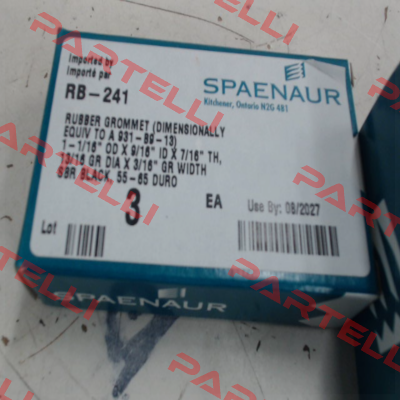 Imported by
Importé par
RB-241
SPAENAUR
Kitchener, Ontario N2G 4B1
RUBBER GROMMET (DIMENSIONALLY
EQUIV TO A 931-B9-13)
1-1/16" OD X 9/16" ID X 7/16" TH,
13/16 GR DIA X 3/16" GR WIDTH
SBR BLACK, 55-65 DURO
3 EA
Use By: 08/2027
Lot
SPAENAUR
PARTELLI
PARTELLI
PARTELLI
PARTELLI